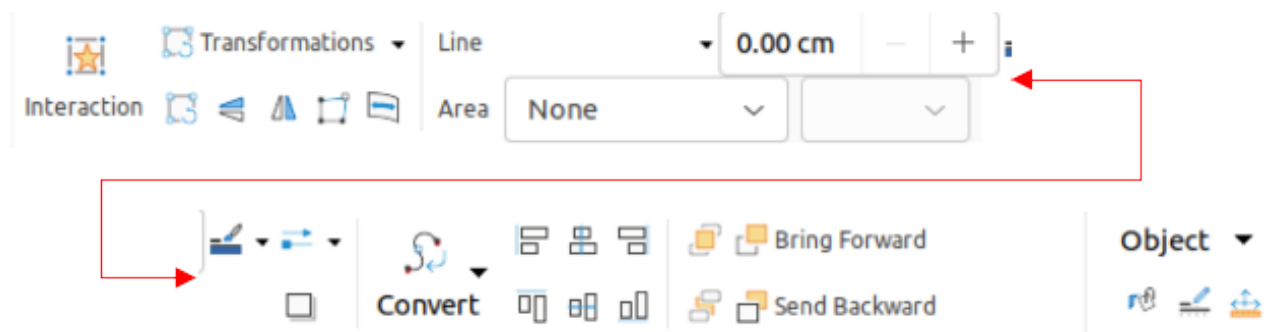 Transformations Line 0.00 cm
Interaction Area None
Bring Forward Object
Convert Send Backward